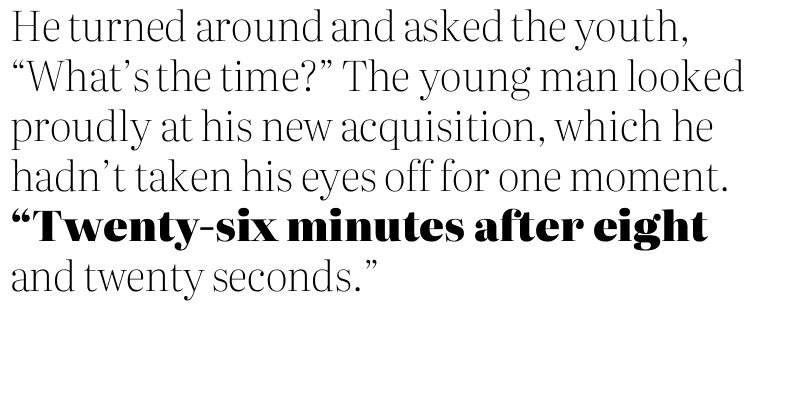 He turned around and asked the youth,
“What’s the time?” The young man looked
proudly at his new acquisition, which he
hadn’t taken his eyes off for one moment.
“Twenty-six minutes after eight
and twenty seconds.”